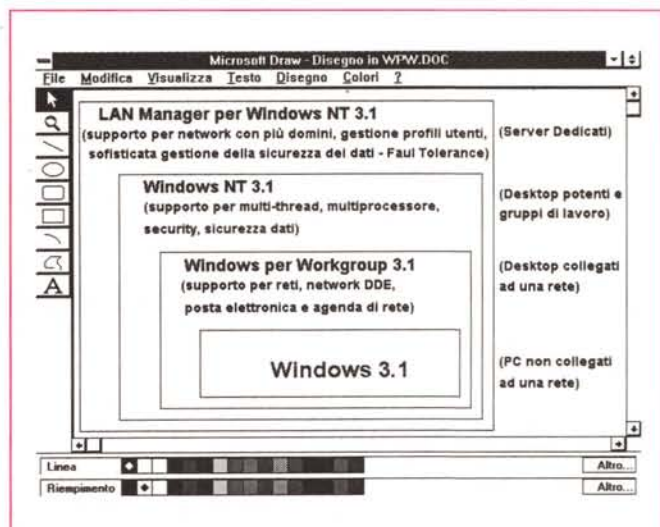 Microsoft Draw - Disegno in WPW.DOC
File Modifica Visualizza Testo Disegno Colori ?
LAN Manager per Windows NT 3.1
(supporto per network con più domini, gestione profili utenti,
sofisticata gestione della sicurezza dei dati - Faul Tolerance)
(Server Dedicati)
Windows NT 3.1
(supporto per multi-thread, multiprocessore,
security, sicurezza dati)
(Desktop potenti e
gruppi di lavoro)
Windows per Workgroup 3.1
(supporto per reti, network DDE,
posta elettronica e agenda di rete)
(Desktop collegati
ad una rete)
Windows 3.1
(PC non collegati
ad una rete)
A
Linea
Altro...
Riempimento
Altro...